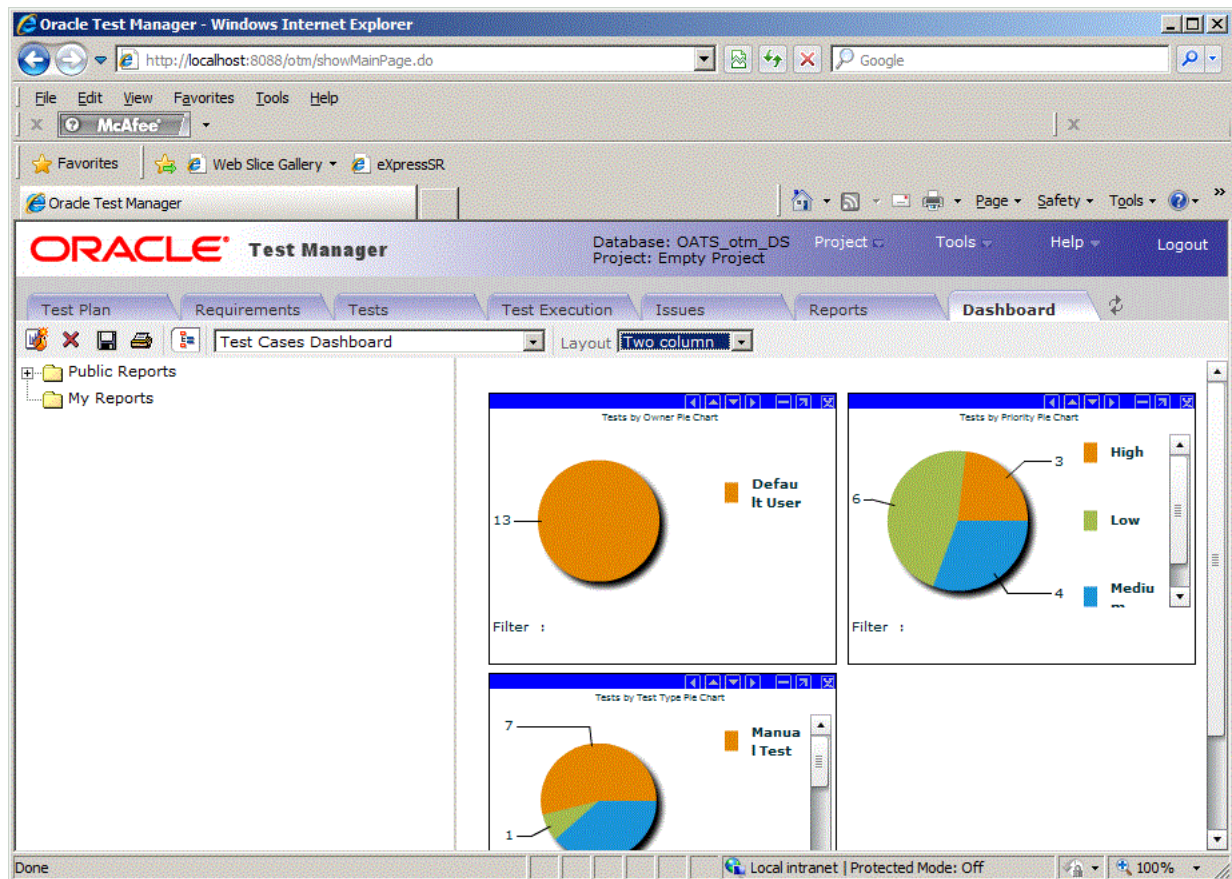 Oracle Test Manager - Windows Internet Explorer
http://localhost:8088/otm/showMainPage.do
Google
File Edit View Favorites Tools Help
McAfee
Favorites Web Slice Gallery eXpressSR
Oracle Test Manager
Page Safety Tools »
ORACLE Test Manager
Database: OATS_otm_DS
Project: Empty Project
Project Tools Help Logout
Test Plan Requirements Tests Test Execution Issues Reports Dashboard
Test Cases Dashboard Layout Two column
Public Reports
My Reports
Tests by Owner Pie Chart
13
Defau
lt User
Filter :
Tests by Priority Pie Chart
3
6
4
High
Low
Mediu
m
Filter :
Tests by Test Type Pie Chart
7
1
Manua
l Test
Done Local intranet | Protected Mode: Off 100%